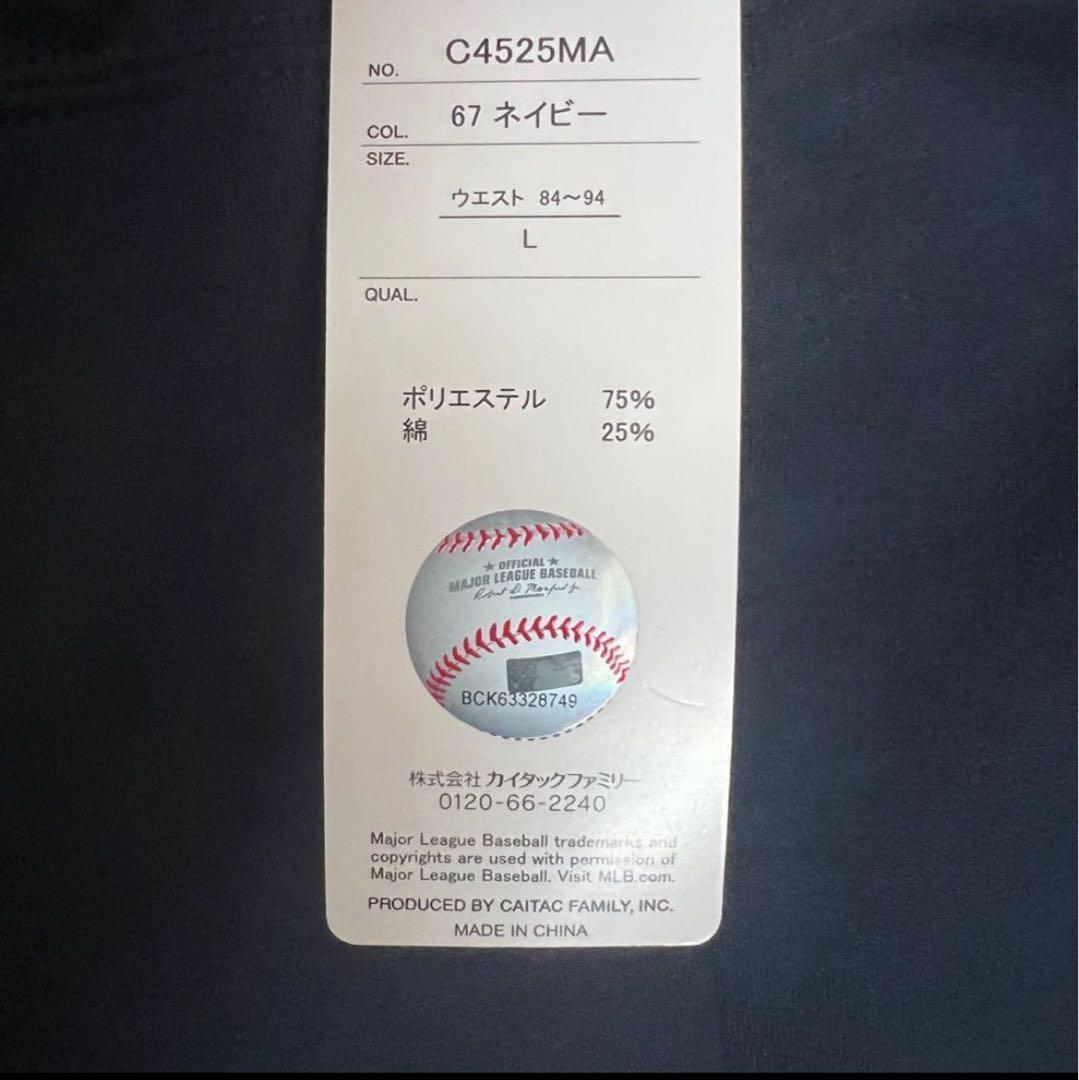 NO. C4525MA
COL. 67 ネイビー
SIZE.
ウエスト 84～94
L
QUAL.
ポリエステル 75%
綿 25%
★ OFFICIAL ★
MAJOR LEAGUE BASEBALL
Robert D. Manfred Jr.
BCK63328749
株式会社 カイタックファミリー
0120-66-2240
Major League Baseball trademarks and
copyrights are used with permission of
Major League Baseball. Visit MLB.com.
PRODUCED BY CAITAC FAMILY, INC.
MADE IN CHINA